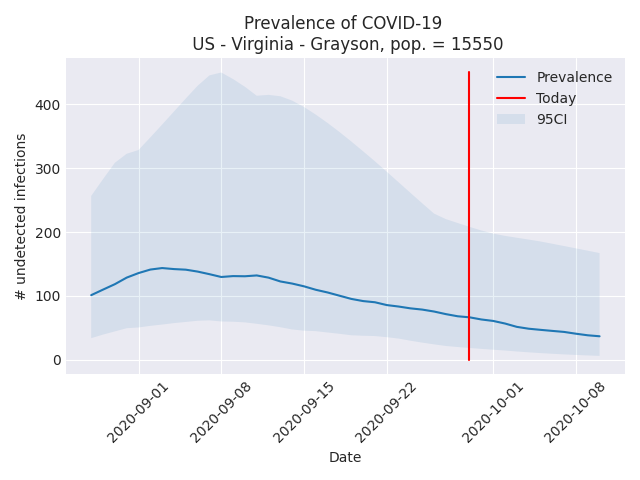 Prevalence of COVID-19
US - Virginia - Grayson, pop. = 15550
Prevalence
Today
95CI
# undetected infections
400
300
200
100
0
2020-09-01
2020-09-08
2020-09-15
2020-09-22
2020-10-01
2020-10-08
Date